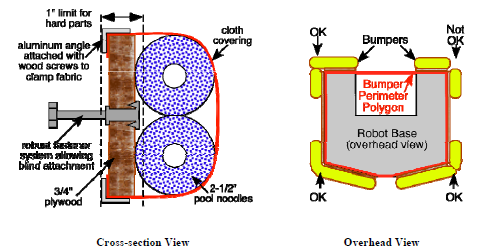 1" limit for
hard parts
aluminum angle
attached with
wood screws to
clamp fabric
cloth
covering
robust fastener
system allowing
blind attachment
3/4"
plywood
2-1/2"
pool noodles
Cross-section View
OK
Not
OK
Bumpers
Bumper
Perimeter
Polygon
Robot Base
(overhead view)
OK
OK
Overhead View